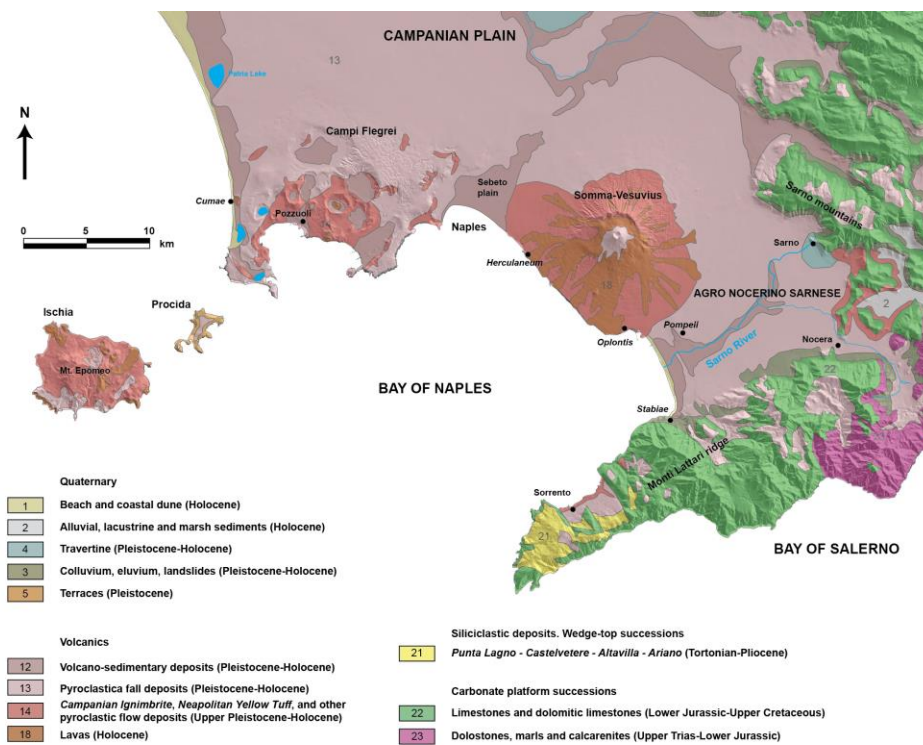 CAMPANIAN PLAIN
13
Patria Lake
N
Campi Flegrei
Sebeto
plain
Somma-Vesuvius
Sarno mountains
Cumae
Pozzuoli
Naples
Sarno
0 5 10
km
Herculaneum
18
AGRO NOCERINO SARNESE
2
Ischia
Procida
Pompeii
Oplontis
Sarno River
Nocera
Mt. Epomeo
22
BAY OF NAPLES
Stabiae
Monti Lattari ridge
Sorrento
21
BAY OF SALERNO
Quaternary
1 Beach and coastal dune (Holocene)
2 Alluvial, lacustrine and marsh sediments (Holocene)
4 Travertine (Pleistocene-Holocene)
3 Colluvium, eluvium, landslides (Pleistocene-Holocene)
5 Terraces (Pleistocene)
Volcanics
12 Volcano-sedimentary deposits (Pleistocene-Holocene)
13 Pyroclastica fall deposits (Pleistocene-Holocene)
14 Campanian Ignimbrite, Neapolitan Yellow Tuff, and other
pyroclastic flow deposits (Upper Pleistocene-Holocene)
18 Lavas (Holocene)
Siliciclastic deposits. Wedge-top successions
21 Punta Lagno - Castelvetere - Altavilla - Ariano (Tortonian-Pliocene)
Carbonate platform successions
22 Limestones and dolomitic limestones (Lower Jurassic-Upper Cretaceous)
23 Dolostones, marls and calcarenites (Upper Trias-Lower Jurassic)